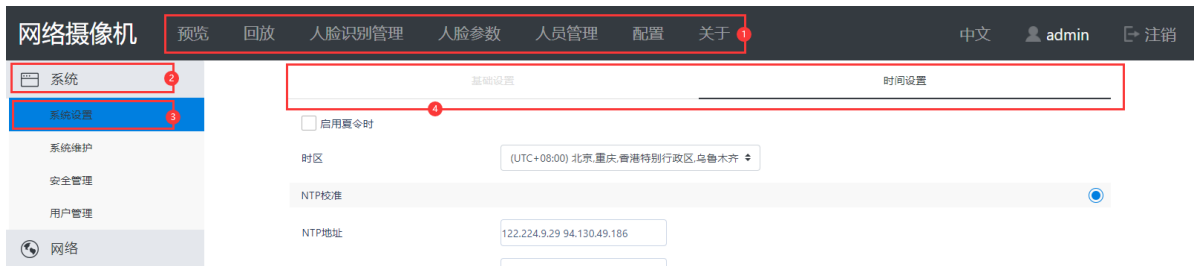 网络摄像机 预览 回放 人脸识别管理 人脸参数 人员管理 配置 关于 1 中文 admin 注销
系统 2
系统设置 3
系统维护
安全管理
用户管理
网络
基础设置 时间设置
4
启用夏令时
时区 (UTC+08:00) 北京,重庆,香港特别行政区,乌鲁木齐
NTP校准
NTP地址 122.224.9.29 94.130.49.186